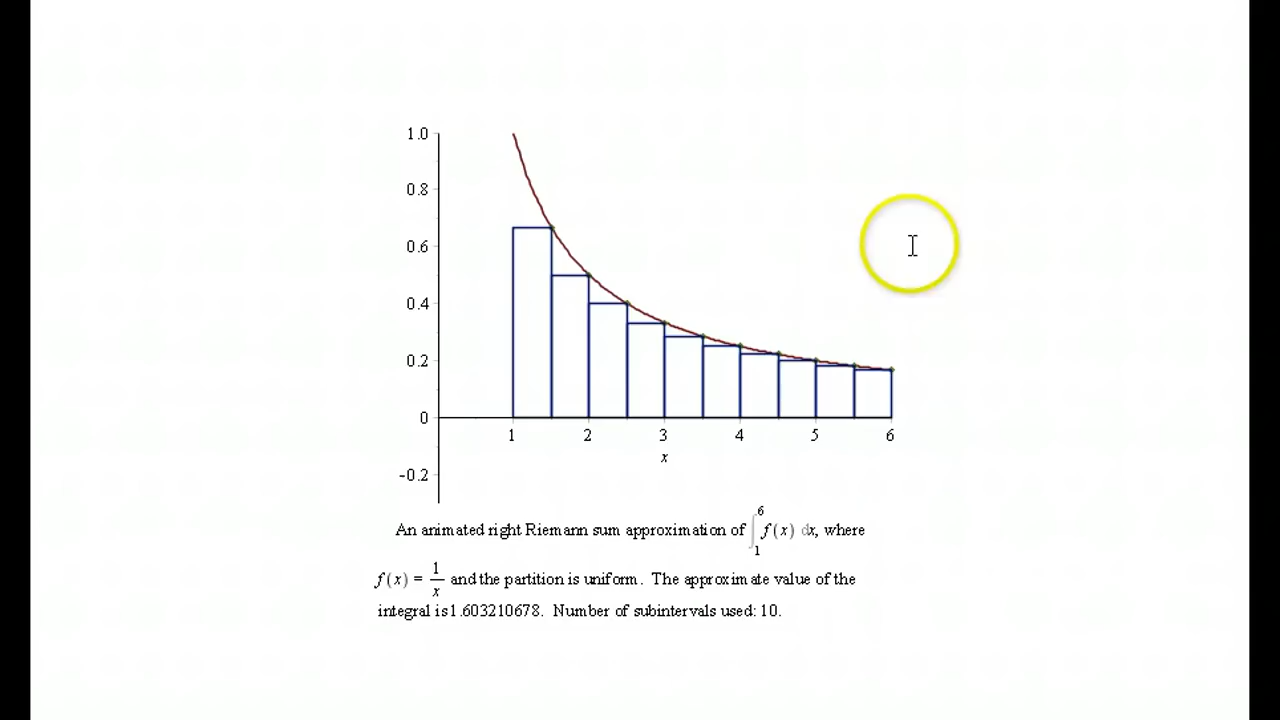 1.0
0.8
0.6
0.4
0.2
0
-0.2
1 2 3 4 5 6
x
An animated right Riemann sum approximation of ∫₁⁶ f(x) dx, where
f(x) = 1/x and the partition is uniform. The approximate value of the
integral is 1.603210678. Number of subintervals used: 10.